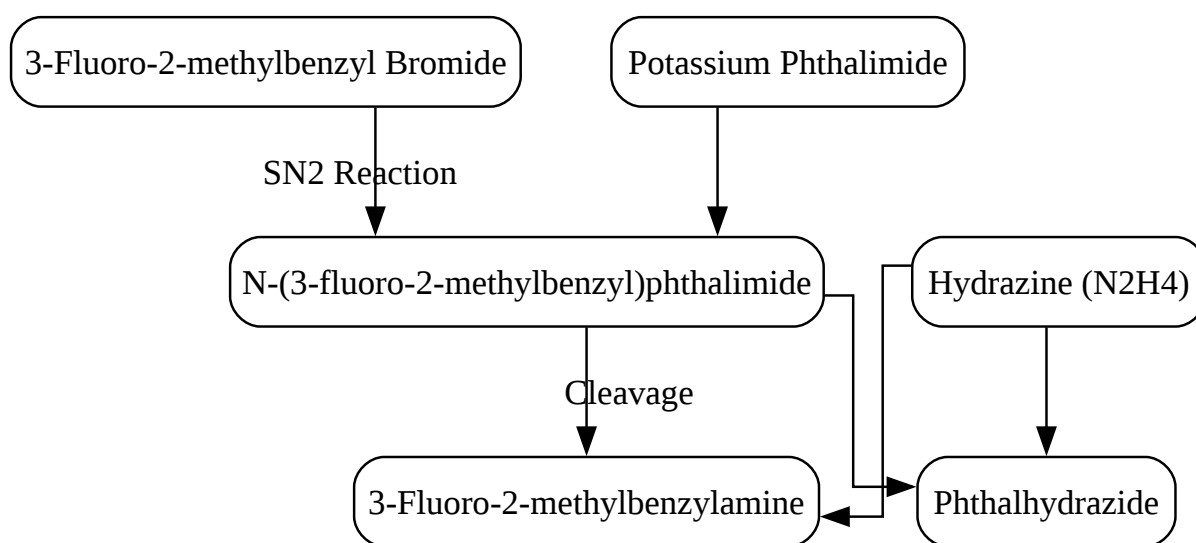 3-Fluoro-2-methylbenzyl Bromide
Potassium Phthalimide
SN2 Reaction
N-(3-fluoro-2-methylbenzyl)phthalimide
Hydrazine (N2H4)
Cleavage
3-Fluoro-2-methylbenzylamine
Phthalhydrazide